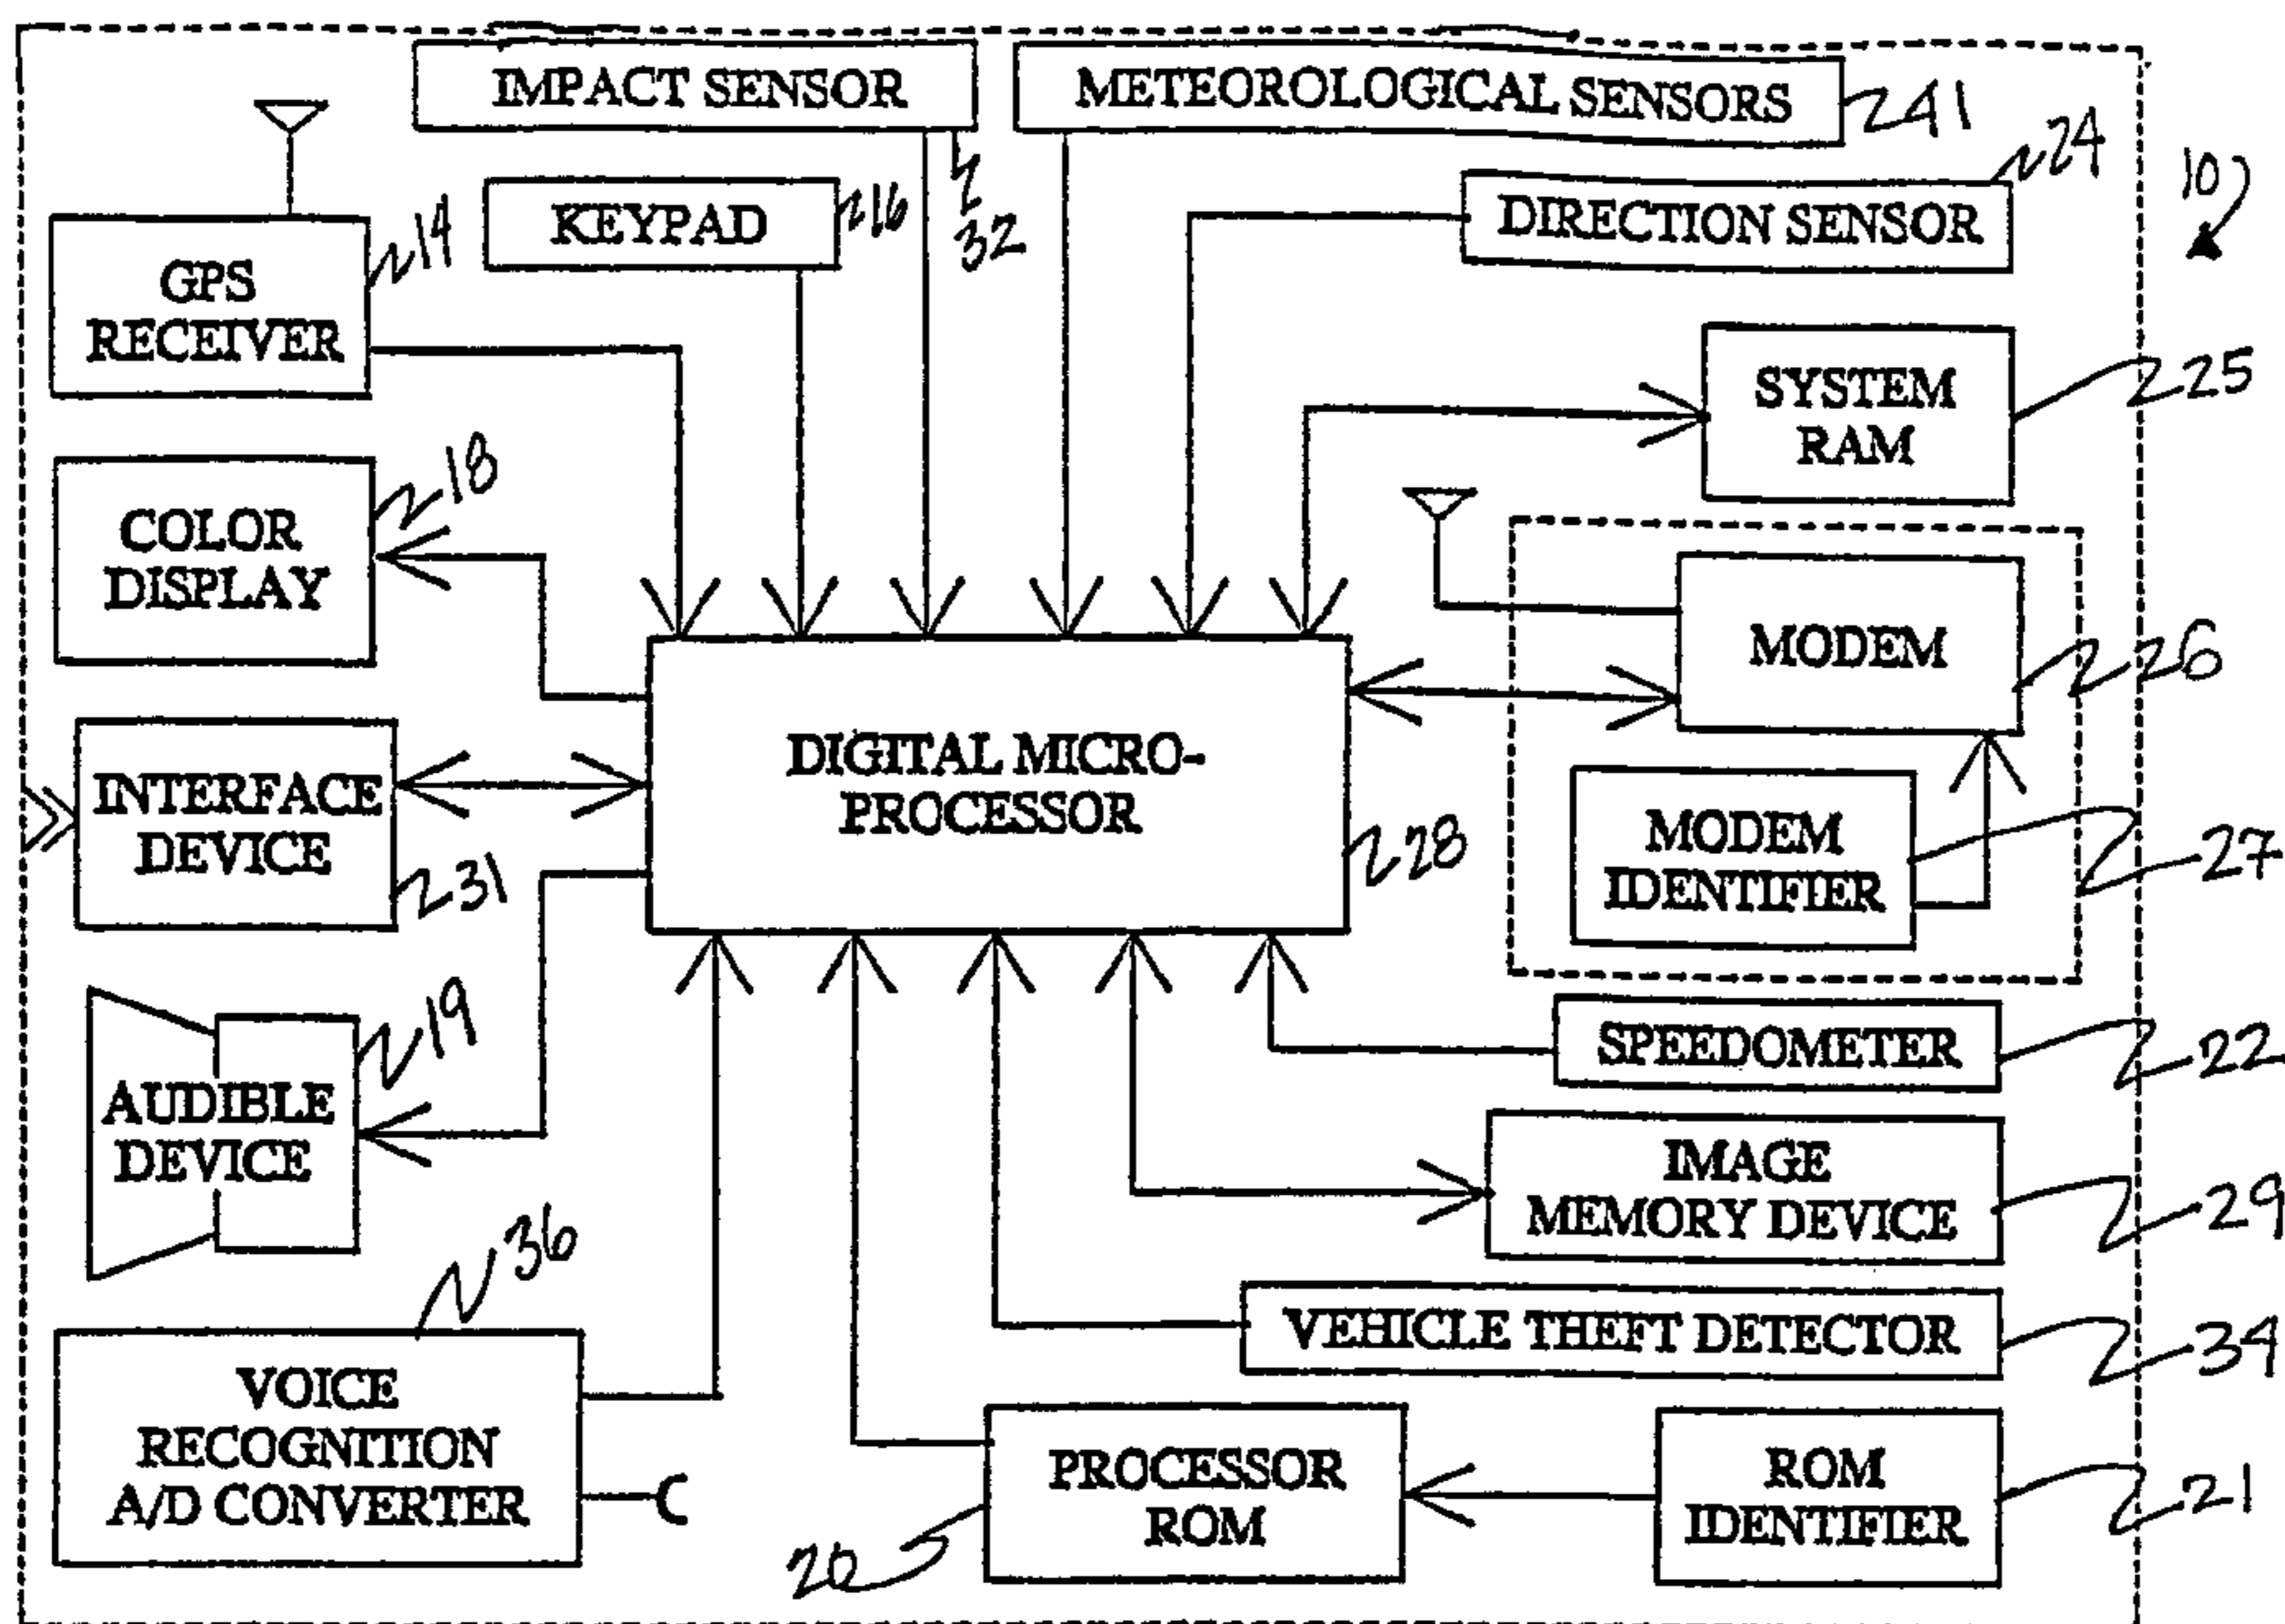 IMPACT SENSOR
32
METEOROLOGICAL SENSORS
41
24
10
KEYPAD
16
DIRECTION SENSOR
14
GPS
RECEIVER
SYSTEM
RAM
25
18
COLOR
DISPLAY
MODEM
26
INTERFACE
DEVICE
31
DIGITAL MICRO-
PROCESSOR
28
MODEM
IDENTIFIER
27
19
AUDIBLE
DEVICE
SPEEDOMETER
22
IMAGE
MEMORY DEVICE
29
36
VEHICLE THEFT DETECTOR
34
VOICE
RECOGNITION
A/D CONVERTER
PROCESSOR
ROM
20
ROM
IDENTIFIER
21